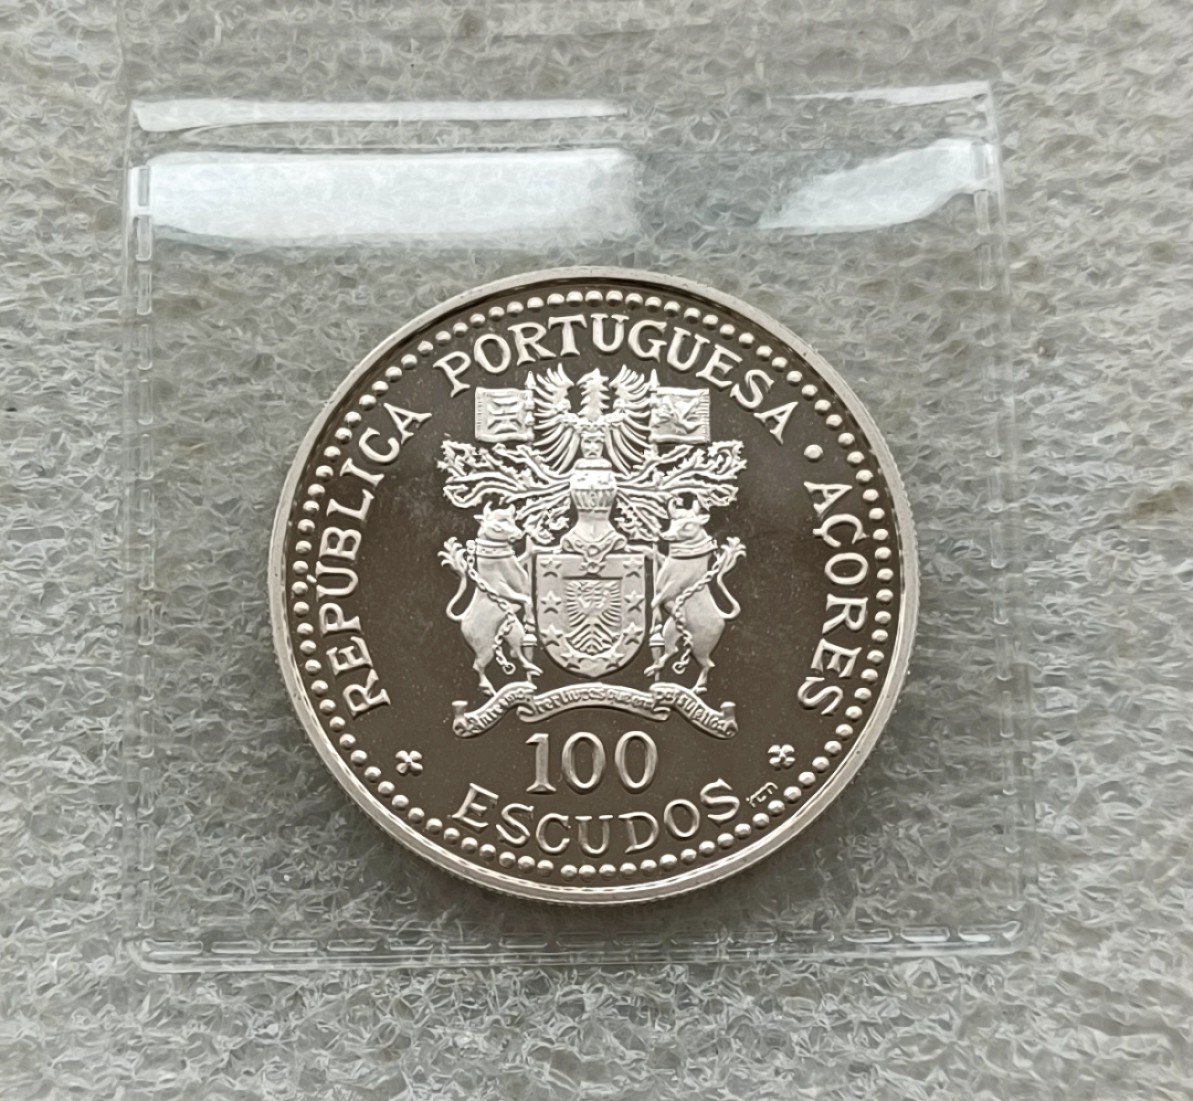 REPÚBLICA PORTUGUESA · AÇORES
100
ESCUDOS